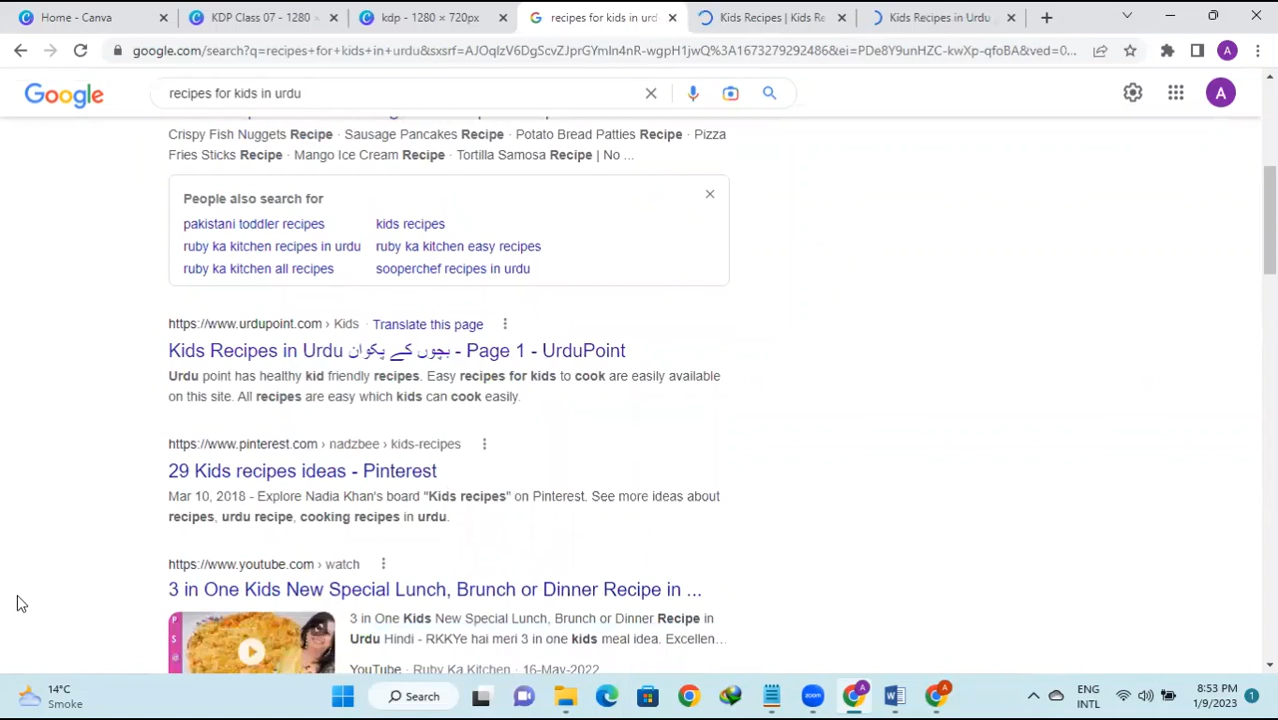 Home - Canva
KDP Class 07 - 1280 ×
kdp - 1280 × 720px
recipes for kids in urd
Kids Recipes | Kids Re
Kids Recipes in Urdu
google.com/search?q=recipes+for+kids+in+urdu&sxsrf=AJOqlzV6DgScvZJprGYmIn4nR-wgpH1jwQ%3A1673279292486&ei=PDe8Y9unHZC-kwXp-qfoBA&ved=0...
A
Google
recipes for kids in urdu
A
Crispy Fish Nuggets Recipe · Sausage Pancakes Recipe · Potato Bread Patties Recipe · Pizza
Fries Sticks Recipe · Mango Ice Cream Recipe · Tortilla Samosa Recipe | No ...
People also search for
pakistani toddler recipes
kids recipes
ruby ka kitchen recipes in urdu
ruby ka kitchen easy recipes
ruby ka kitchen all recipes
sooperchef recipes in urdu
https://www.urdupoint.com › Kids · Translate this page
Kids Recipes in Urdu بچوں کے پکوان - Page 1 - UrduPoint
Urdu point has healthy kid friendly recipes. Easy recipes for kids to cook are easily available
on this site. All recipes are easy which kids can cook easily.
https://www.pinterest.com › nadzbee › kids-recipes
29 Kids recipes ideas - Pinterest
Mar 10, 2018 - Explore Nadia Khan's board "Kids recipes" on Pinterest. See more ideas about
recipes, urdu recipe, cooking recipes in urdu.
https://www.youtube.com › watch
3 in One Kids New Special Lunch, Brunch or Dinner Recipe in ...
3 in One Kids New Special Lunch, Brunch or Dinner Recipe in
Urdu Hindi - RKKYe hai meri 3 in one kids meal idea. Excellen...
YouTube · Ruby Ka Kitchen · 16-May-2022
14°C
Smoke
Search
ENG
INTL
8:53 PM
1/9/2023
1